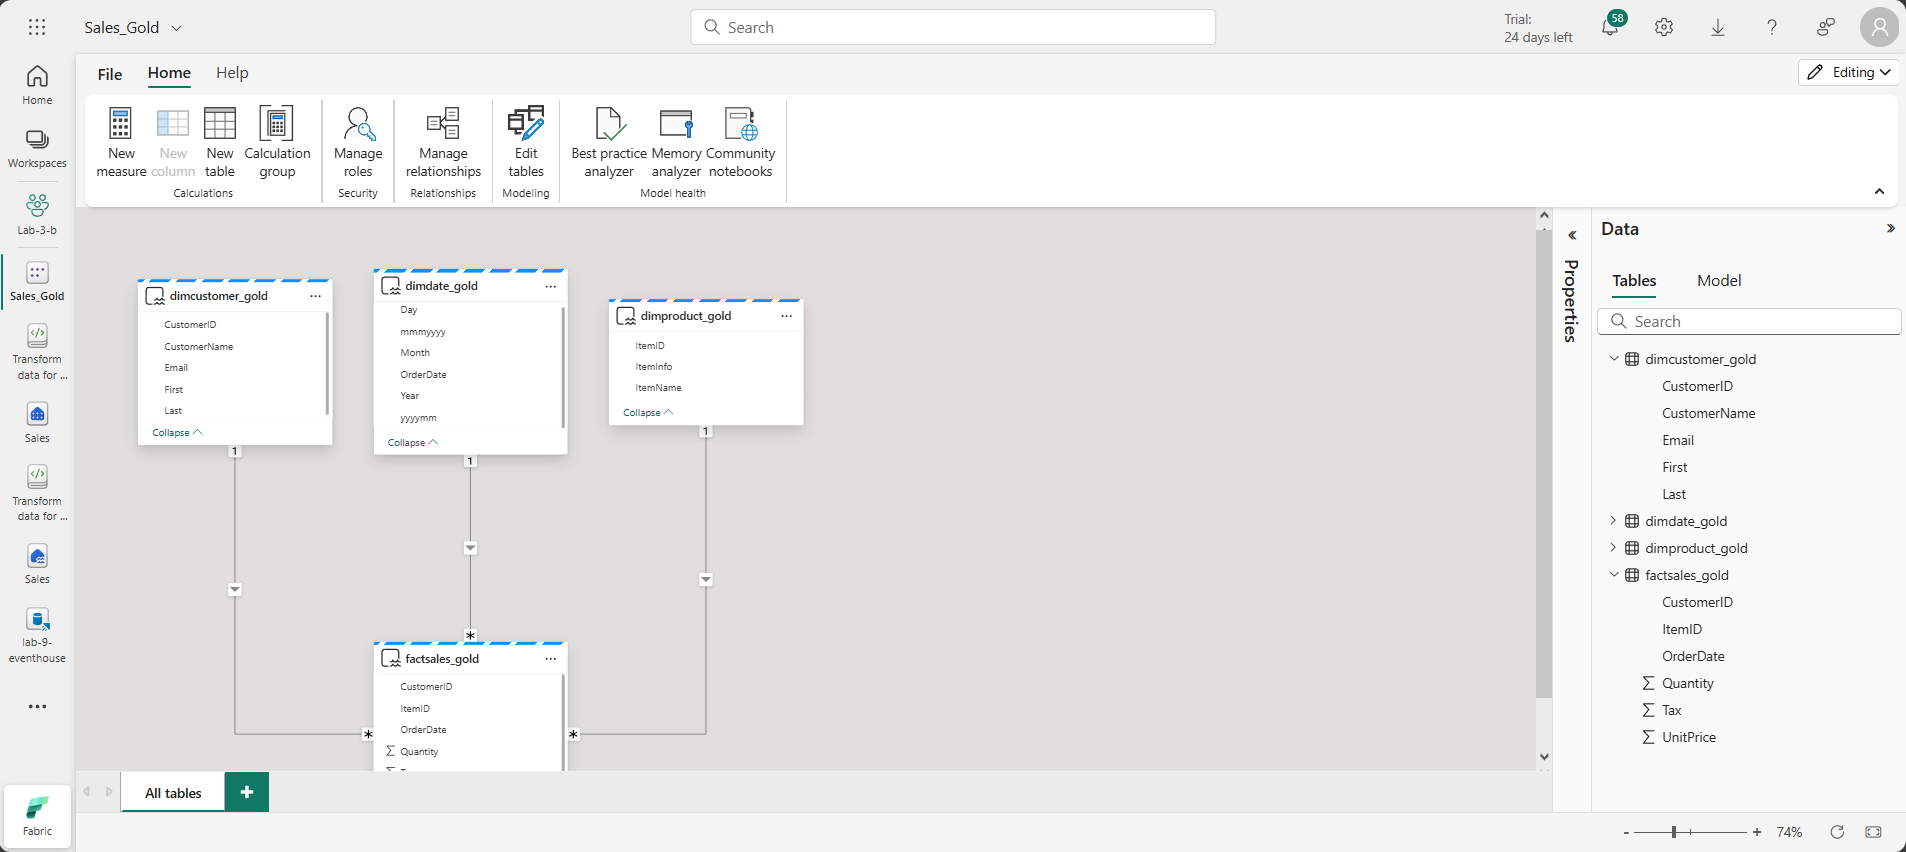 Sales_Gold
Search
Trial:
24 days left
58
File
Home
Help
Editing
New
measure
New
column
New
table
Calculation
group
Calculations
Manage
roles
Security
Manage
relationships
Relationships
Edit
tables
Modeling
Best practice
analyzer
Memory
analyzer
Community
notebooks
Model health
Home
Workspaces
Lab-3-b
Sales_Gold
Transform
data for ...
Sales
Transform
data for ...
Sales
lab-9-
eventhouse
Fabric
dimcustomer_gold
CustomerID
CustomerName
Email
First
Last
Collapse
1
dimdate_gold
Day
mmmyyyy
Month
OrderDate
Year
yyyymm
Collapse
1
dimproduct_gold
ItemID
ItemInfo
ItemName
Collapse
1
*
factsales_gold
CustomerID
ItemID
OrderDate
Quantity
*
*
Properties
Data
Tables
Model
Search
dimcustomer_gold
CustomerID
CustomerName
Email
First
Last
dimdate_gold
dimproduct_gold
factsales_gold
CustomerID
ItemID
OrderDate
Quantity
Tax
UnitPrice
All tables
+
- + 74%